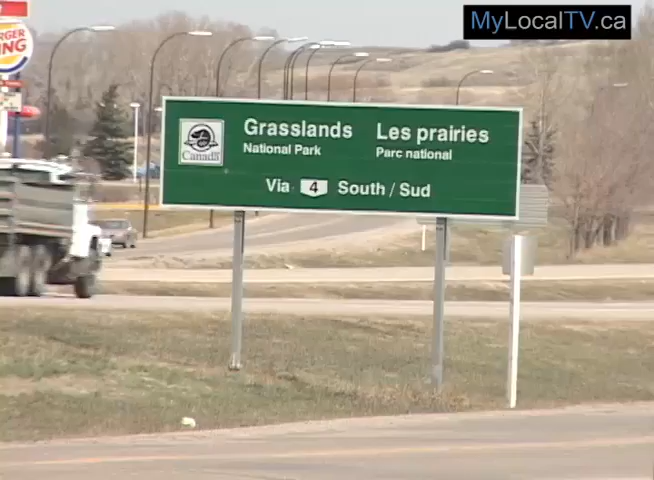 MyLocalTV.ca
Grasslands Les prairies
National Park Parc national
Canada
Via 4 South / Sud